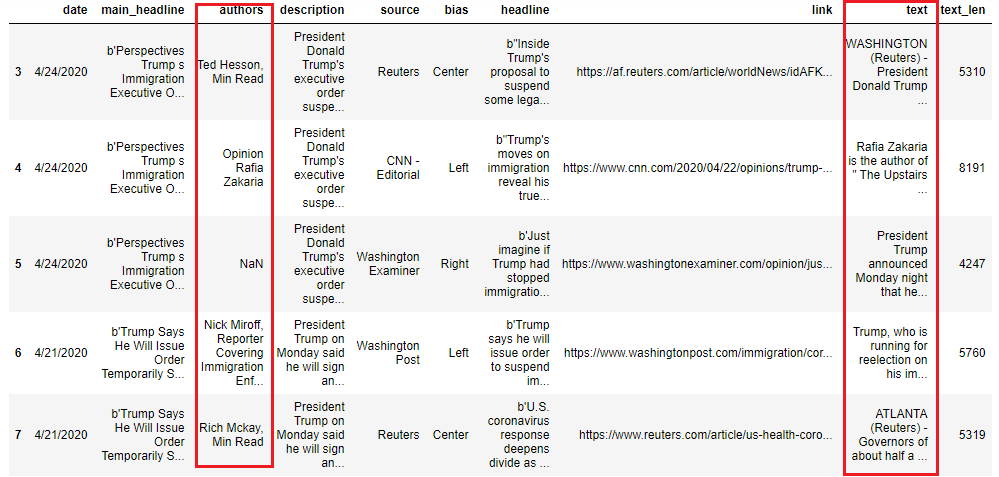 date main_headline authors description source bias headline link text text_len
3 4/24/2020 b'Perspectives Trump s Immigration Executive O... Ted Hesson, Min Read President Donald Trump's executive order suspe... Reuters Center b"Inside Trump's proposal to suspend some lega... https://af.reuters.com/article/worldNews/idAFK... WASHINGTON (Reuters) - President Donald Trump ... 5310
4 4/24/2020 b'Perspectives Trump s Immigration Executive O... Opinion Rafia Zakaria President Donald Trump's executive order suspe... CNN - Editorial Left b"Trump's moves on immigration reveal his true... https://www.cnn.com/2020/04/22/opinions/trump-... Rafia Zakaria is the author of " The Upstairs ... 8191
5 4/24/2020 b'Perspectives Trump s Immigration Executive O... NaN President Donald Trump's executive order suspe... Washington Examiner Right b'Just imagine if Trump had stopped immigratio... https://www.washingtonexaminer.com/opinion/jus... President Trump announced Monday night that he... 4247
6 4/21/2020 b'Trump Says He Will Issue Order Temporarily S... Nick Miroff, Reporter Covering Immigration Enf... President Trump on Monday said he will sign an... Washington Post Left b'Trump says he will issue order to suspend im... https://www.washingtonpost.com/immigration/cor... Trump, who is running for reelection on his im... 5760
7 4/21/2020 b'Trump Says He Will Issue Order Temporarily S... Rich Mckay, Min Read President Trump on Monday said he will sign an... Reuters Center b'U.S. coronavirus response deepens divide as ... https://www.reuters.com/article/us-health-coro... ATLANTA (Reuters) - Governors of about half a ... 5319